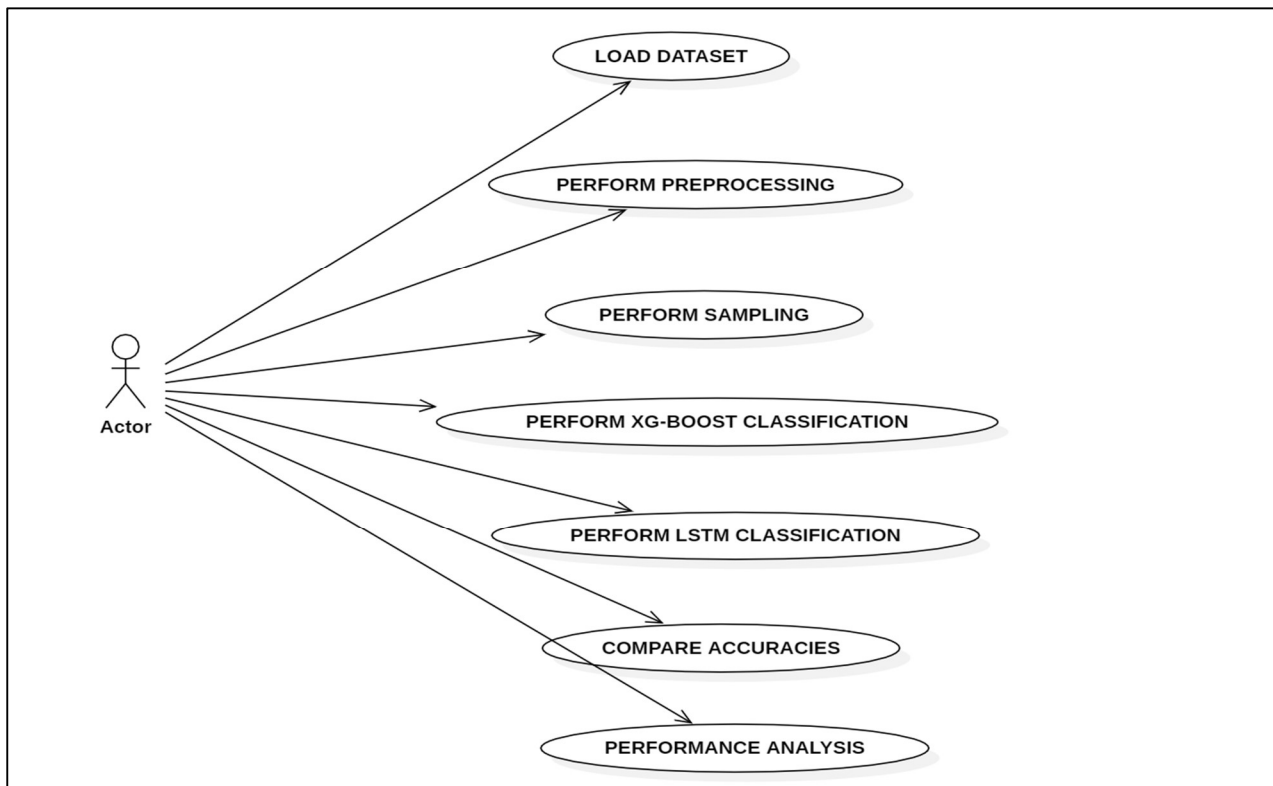 LOAD DATASET
PERFORM PREPROCESSING
PERFORM SAMPLING
Actor
PERFORM XG-BOOST CLASSIFICATION
PERFORM LSTM CLASSIFICATION
COMPARE ACCURACIES
PERFORMANCE ANALYSIS